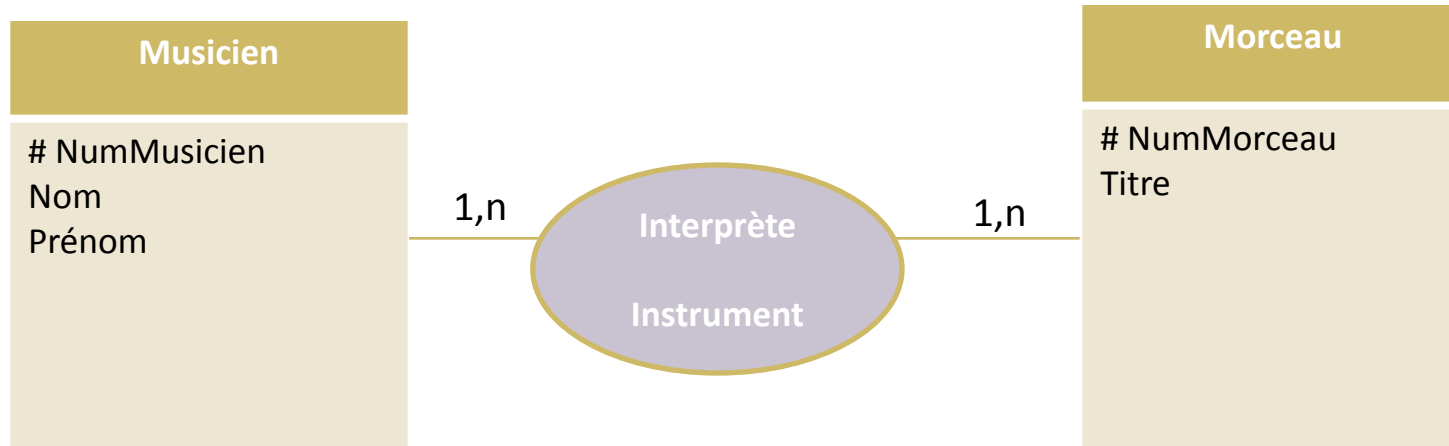 Musicien
# NumMusicien
Nom
Prénom
1,n
Interprète
Instrument
1,n
Morceau
# NumMorceau
Titre